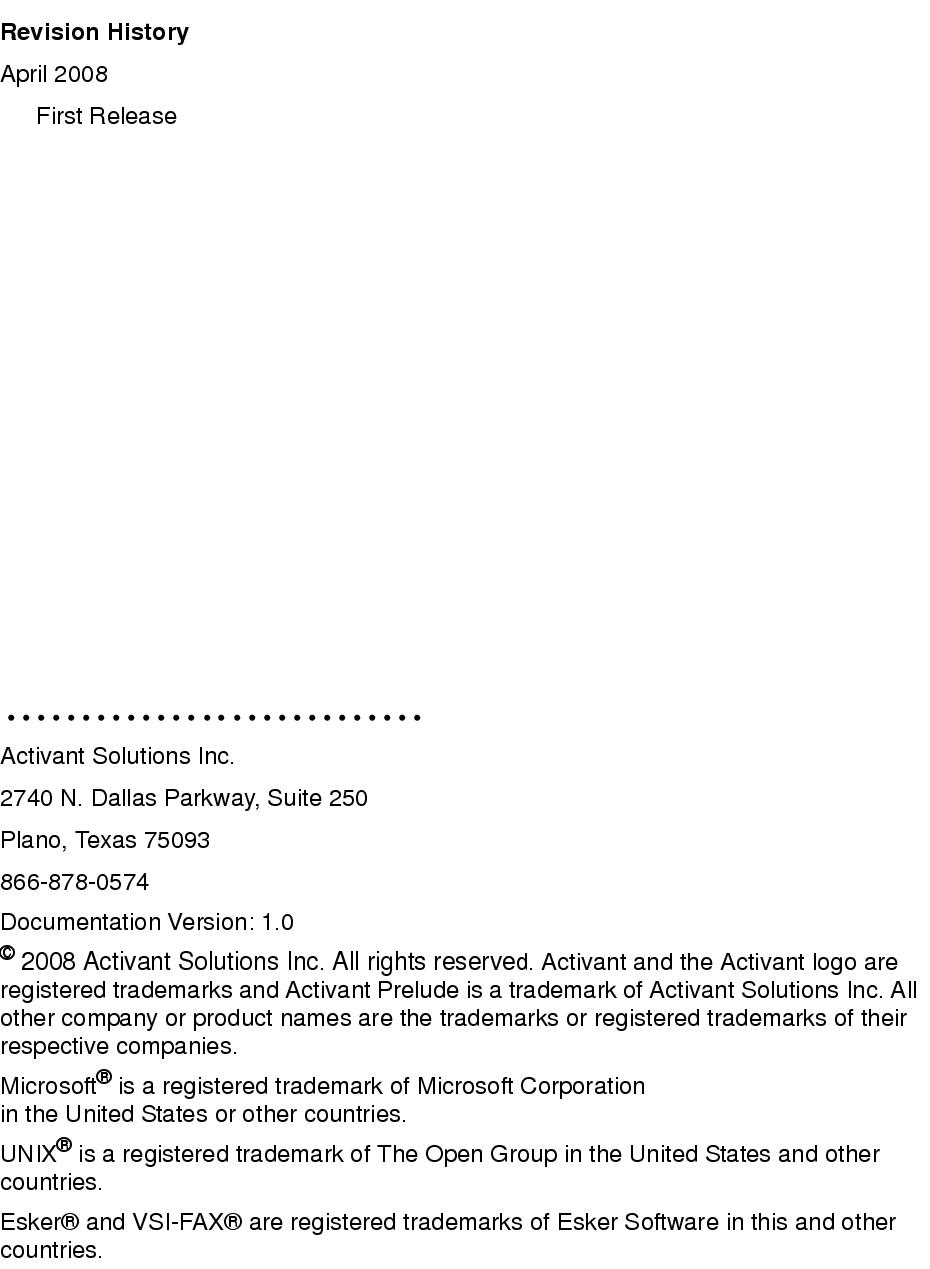 Revision History
April 2008
First Release
Activant Solutions Inc.
2740 N. Dallas Parkway, Suite 250
Plano, Texas 75093
866-878-0574
Documentation Version: 1.0
© 2008 Activant Solutions Inc. All rights reserved. Activant and the Activant logo are
registered trademarks and Activant Prelude is a trademark of Activant Solutions Inc. All
other company or product names are the trademarks or registered trademarks of their
respective companies.
Microsoft® is a registered trademark of Microsoft Corporation
in the United States or other countries.
UNIX® is a registered trademark of The Open Group in the United States and other
countries.
Esker® and VSI-FAX® are registered trademarks of Esker Software in this and other
countries.